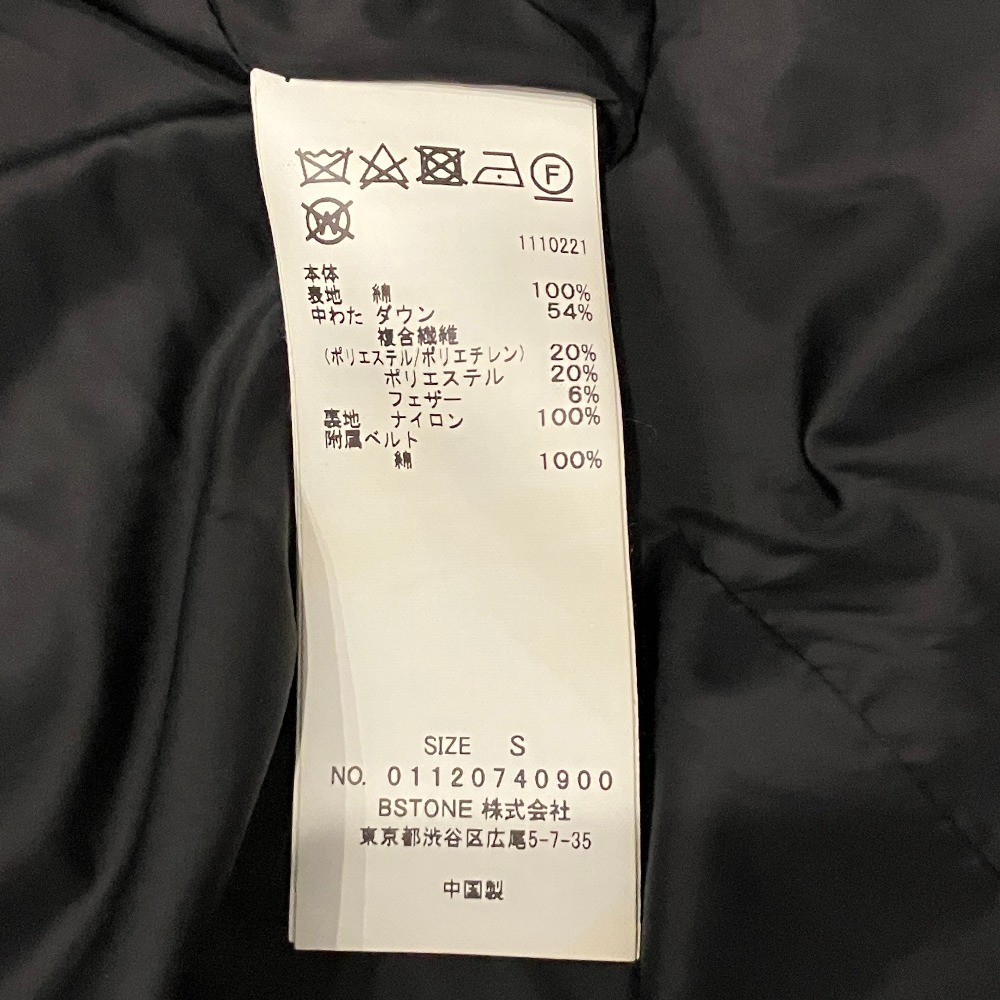 F
W
1110221
本体
表地 綿 100%
中わた ダウン 54%
複合繊維
(ポリエステル/ポリエチレン) 20%
ポリエステル 20%
フェザー 6%
裏地 ナイロン 100%
附属ベルト
綿 100%
SIZE S
NO. 01120740900
BSTONE 株式会社
東京都渋谷区広尾5-7-35
中国製